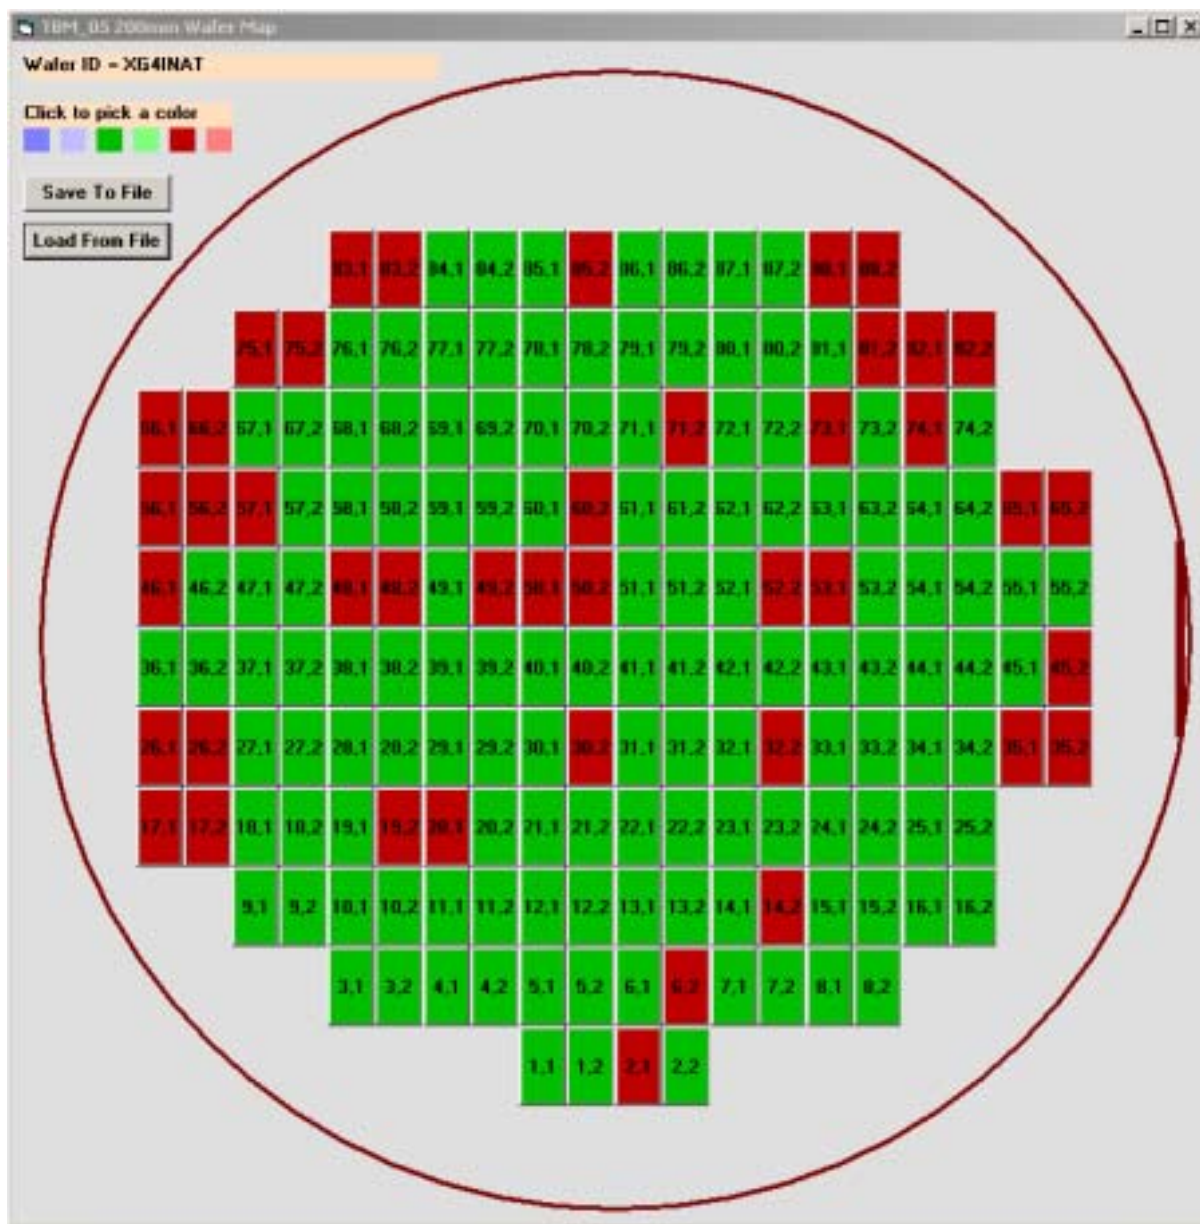 TBM_05 200mm Wafer Map
Wafer ID - XG4INAT
Click to pick a color
Save To File
Load From File
83,1 83,2 84,1 84,2 85,1 85,2 86,1 86,2 87,1 87,2 88,1 88,2
75,1 75,2 76,1 76,2 77,1 77,2 78,1 78,2 79,1 79,2 80,1 80,2 81,1 81,2 82,1 82,2
66,1 66,2 67,1 67,2 68,1 68,2 69,1 69,2 70,1 70,2 71,1 71,2 72,1 72,2 73,1 73,2 74,1 74,2
56,1 56,2 57,1 57,2 58,1 58,2 59,1 59,2 60,1 60,2 61,1 61,2 62,1 62,2 63,1 63,2 64,1 64,2 65,1 65,2
46,1 46,2 47,1 47,2 48,1 48,2 49,1 49,2 50,1 50,2 51,1 51,2 52,1 52,2 53,1 53,2 54,1 54,2 55,1 55,2
36,1 36,2 37,1 37,2 38,1 38,2 39,1 39,2 40,1 40,2 41,1 41,2 42,1 42,2 43,1 43,2 44,1 44,2 45,1 45,2
26,1 26,2 27,1 27,2 28,1 28,2 29,1 29,2 30,1 30,2 31,1 31,2 32,1 32,2 33,1 33,2 34,1 34,2 35,1 35,2
17,1 17,2 18,1 18,2 19,1 19,2 20,1 20,2 21,1 21,2 22,1 22,2 23,1 23,2 24,1 24,2 25,1 25,2
9,1 9,2 10,1 10,2 11,1 11,2 12,1 12,2 13,1 13,2 14,1 14,2 15,1 15,2 16,1 16,2
3,1 3,2 4,1 4,2 5,1 5,2 6,1 6,2 7,1 7,2 8,1 8,2
1,1 1,2 2,1 2,2